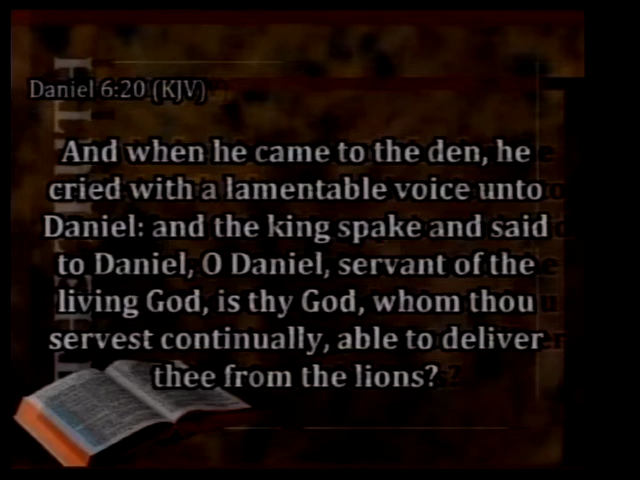 Daniel 6:20 (KJV)
And when he came to the den, he
cried with a lamentable voice unto
Daniel: and the king spake and said
to Daniel, O Daniel, servant of the
living God, is thy God, whom thou
servest continually, able to deliver
thee from the lions?